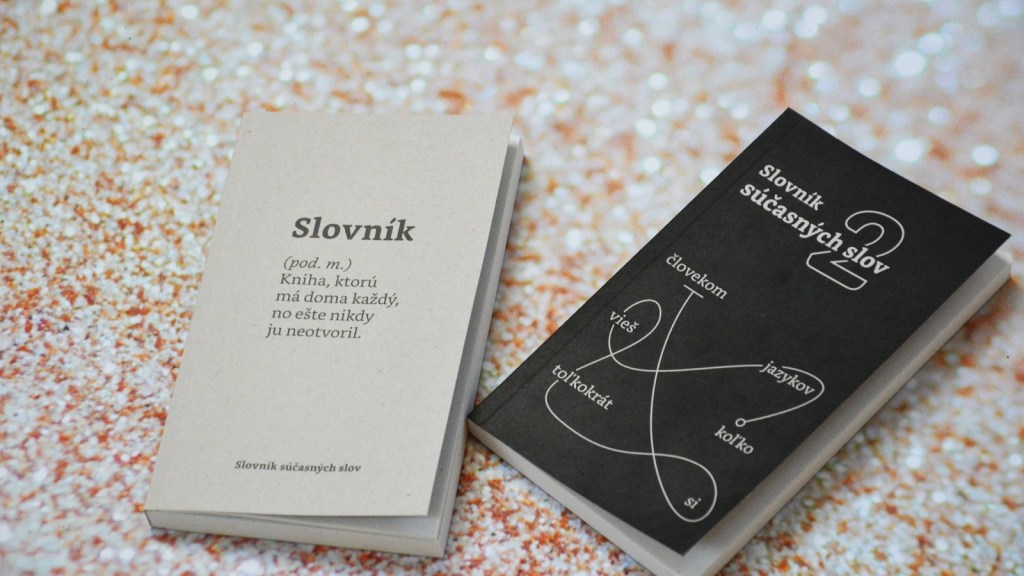 Slovník
(pod. m.)
Kniha, ktorú
má doma každý,
no ešte nikdy
ju neotvoril.
Slovník súčasných slov
Slovník
súčasných slov
2
človekom
vieš
jazykov
toľkokrát
koľko
si